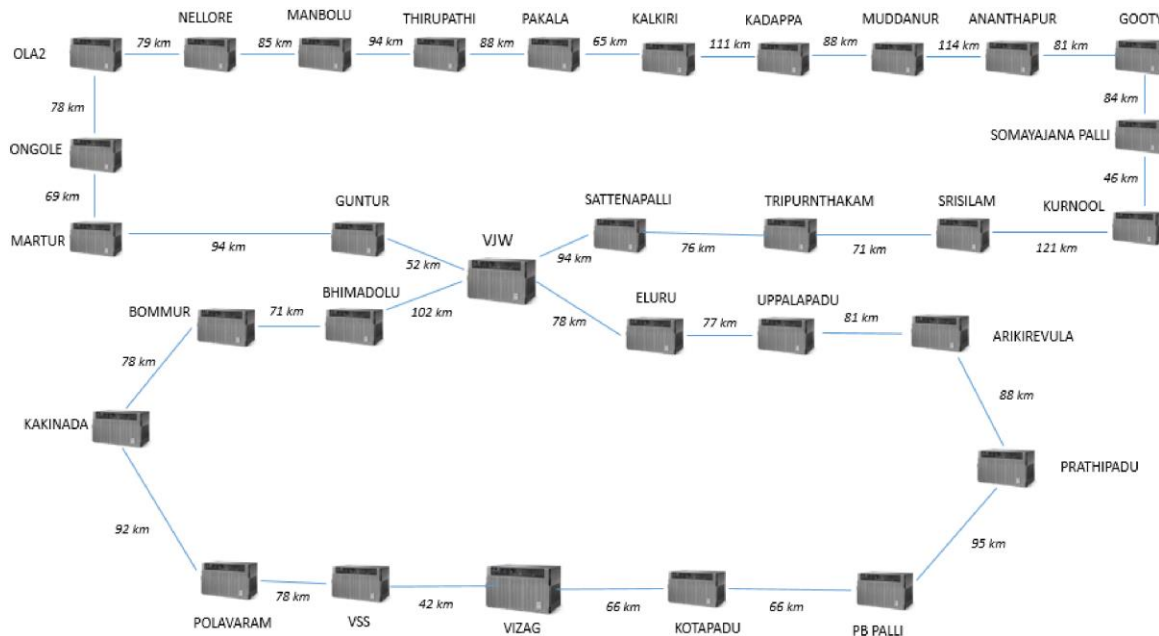 NELLORE
MANBOLU
THIRUPATHI
PAKALA
KALKIRI
KADAPPA
MUDDANUR
ANANTHAPUR
GOOTY
OLA2
79 km
85 km
94 km
88 km
65 km
111 km
88 km
114 km
81 km
78 km
84 km
ONGOLE
SOMAYAJANA PALLI
69 km
46 km
GUNTUR
SATTENAPALLI
TRIPURNTHAKAM
SRISILAM
KURNOOL
MARTUR
94 km
VJW
52 km
94 km
76 km
71 km
121 km
BOMMUR
71 km
BHIMADOLU
102 km
78 km
ELURU
77 km
UPPALAPADU
81 km
ARIKIREVULA
78 km
88 km
KAKINADA
PRATHIPADU
92 km
95 km
POLAVARAM
78 km
VSS
42 km
VIZAG
66 km
KOTAPADU
66 km
PB PALLI